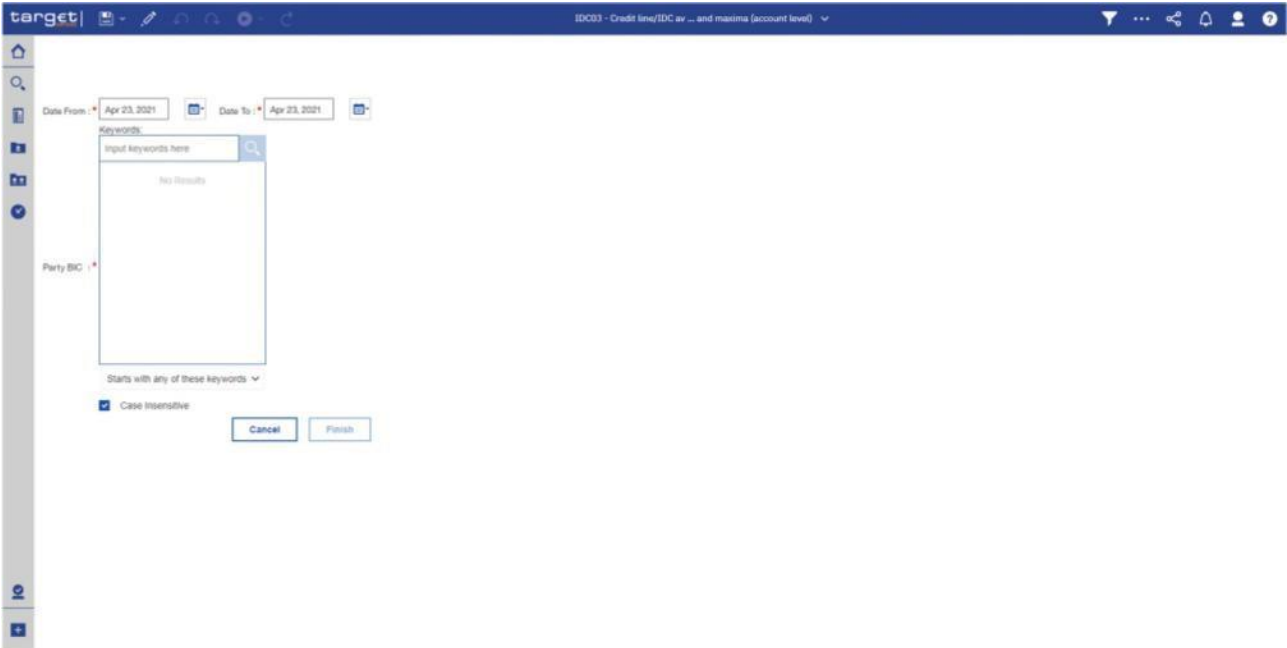 target|
IDC03 - Credit line/IDC av ... and maxima (account level)
Date From : * Apr 23, 2021 Date To : * Apr 23, 2021
Keywords:
Input keywords here
No Results
Party BIC : *
Starts with any of these keywords
Case Insensitive
Cancel Finish